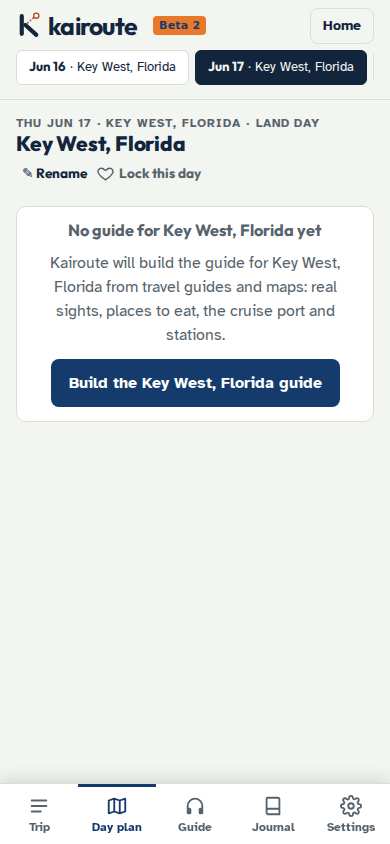 kairoute
Beta 2
Home
Jun 16 · Key West, Florida
Jun 17 · Key West, Florida
THU JUN 17 · KEY WEST, FLORIDA · LAND DAY
Key West, Florida
✎ Rename
Lock this day
No guide for Key West, Florida yet
Kairoute will build the guide for Key West,
Florida from travel guides and maps: real
sights, places to eat, the cruise port and
stations.
Build the Key West, Florida guide
Trip
Day plan
Guide
Journal
Settings